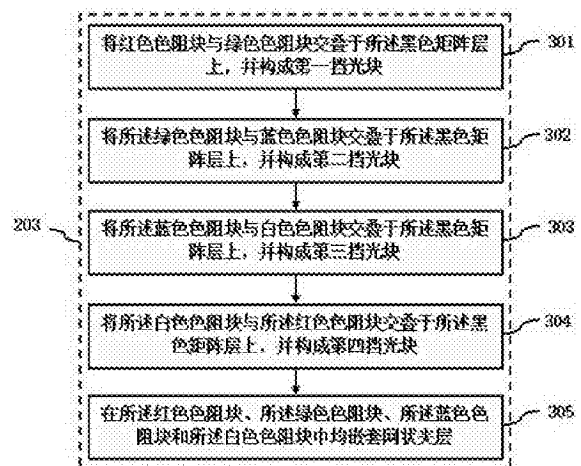 将红色色阻块与绿色色阻块交叠于所述黑色矩阵层
上，并构成第一挡光块
301
将所述绿色色阻块与蓝色色阻块交叠于所述黑色矩
阵层上，并构成第二挡光块
302
203
将所述蓝色色阻块与白色色阻块交叠于所述黑色矩
阵层上，并构成第三挡光块
303
将所述白色色阻块与所述红色色阻块交叠于所述黑
色矩阵层上，并构成第四挡光块
304
在所述红色色阻块、所述绿色色阻块、所述蓝色色
阻块和所述白色色阻块中均嵌套网状夹层
305